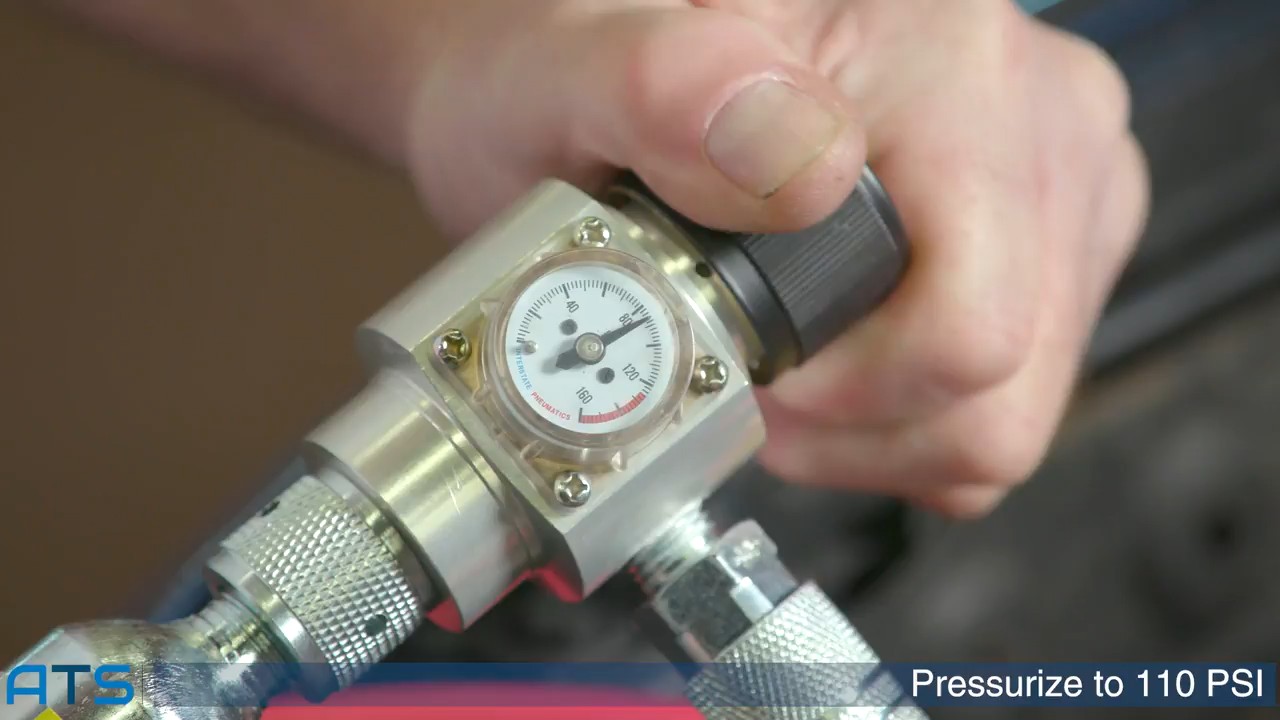 40
80
120
160
INTERSTATE PNEUMATICS
ATS
Pressurize to 110 PSI